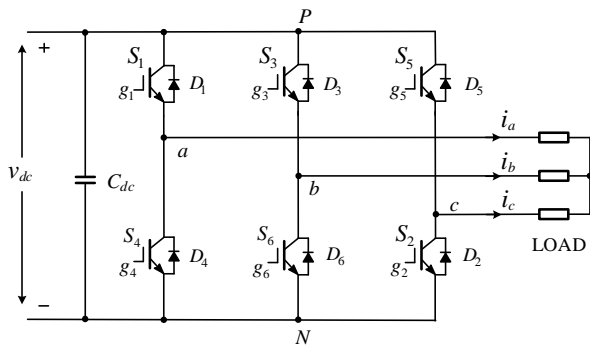 P
+
S1 S3 S5
g1 D1 g3 D3 g5 D5
ia
a
vdc
Cdc
ib
b
ic
c
S4 S6 S2
LOAD
g4 D4 g6 D6 g2 D2
−
N